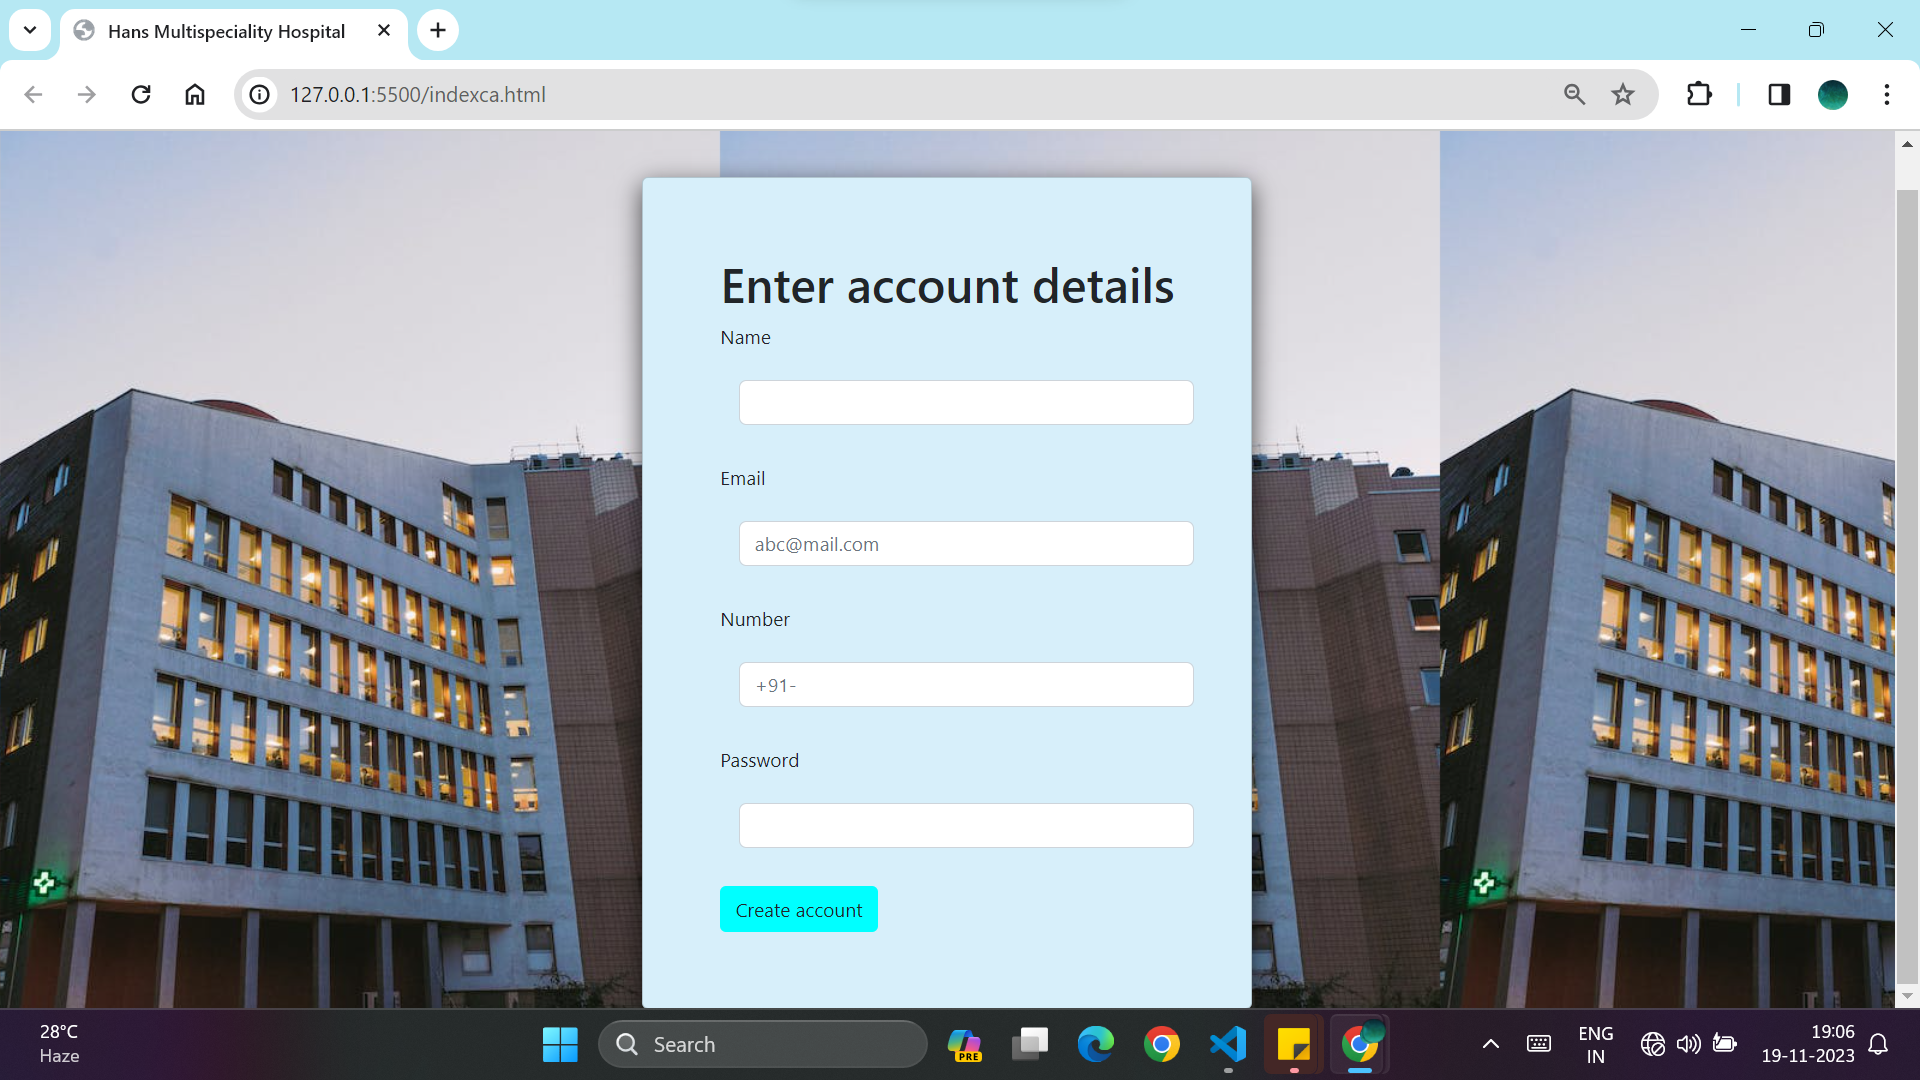 Hans Multispeciality Hospital
127.0.0.1:5500/indexca.html
Enter account details
Name
Email
abc@mail.com
Number
+91-
Password
Create account
28°C
Haze
Search
PRE
ENG
IN
19:06
19-11-2023